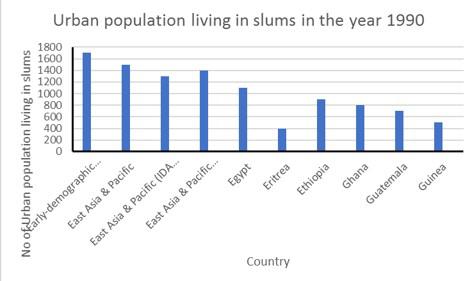 Urban population living in slums in the year 1990
No of Urban population living in slums
1800
1600
1400
1200
1000
800
600
400
200
0
Early-demographic...
East Asia & Pacific
East Asia & Pacific (IDA...
East Asia & Pacific...
Egypt
Eritrea
Ethiopia
Ghana
Guatemala
Guinea
Country